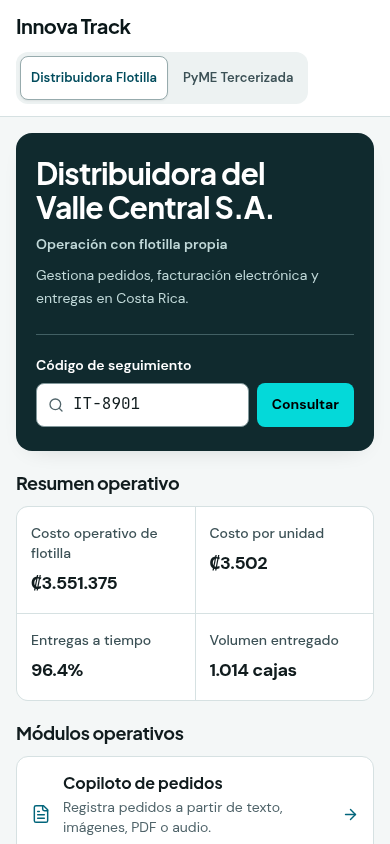 Innova Track
Distribuidora Flotilla
PyME Tercerizada
Distribuidora del
Valle Central S.A.
Operación con flotilla propia
Gestiona pedidos, facturación electrónica y
entregas en Costa Rica.
Código de seguimiento
IT-8901
Consultar
Resumen operativo
Costo operativo de
flotilla
₡3.551.375
Costo por unidad
₡3.502
Entregas a tiempo
96.4%
Volumen entregado
1.014 cajas
Módulos operativos
Copiloto de pedidos
Registra pedidos a partir de texto,
imágenes, PDF o audio.